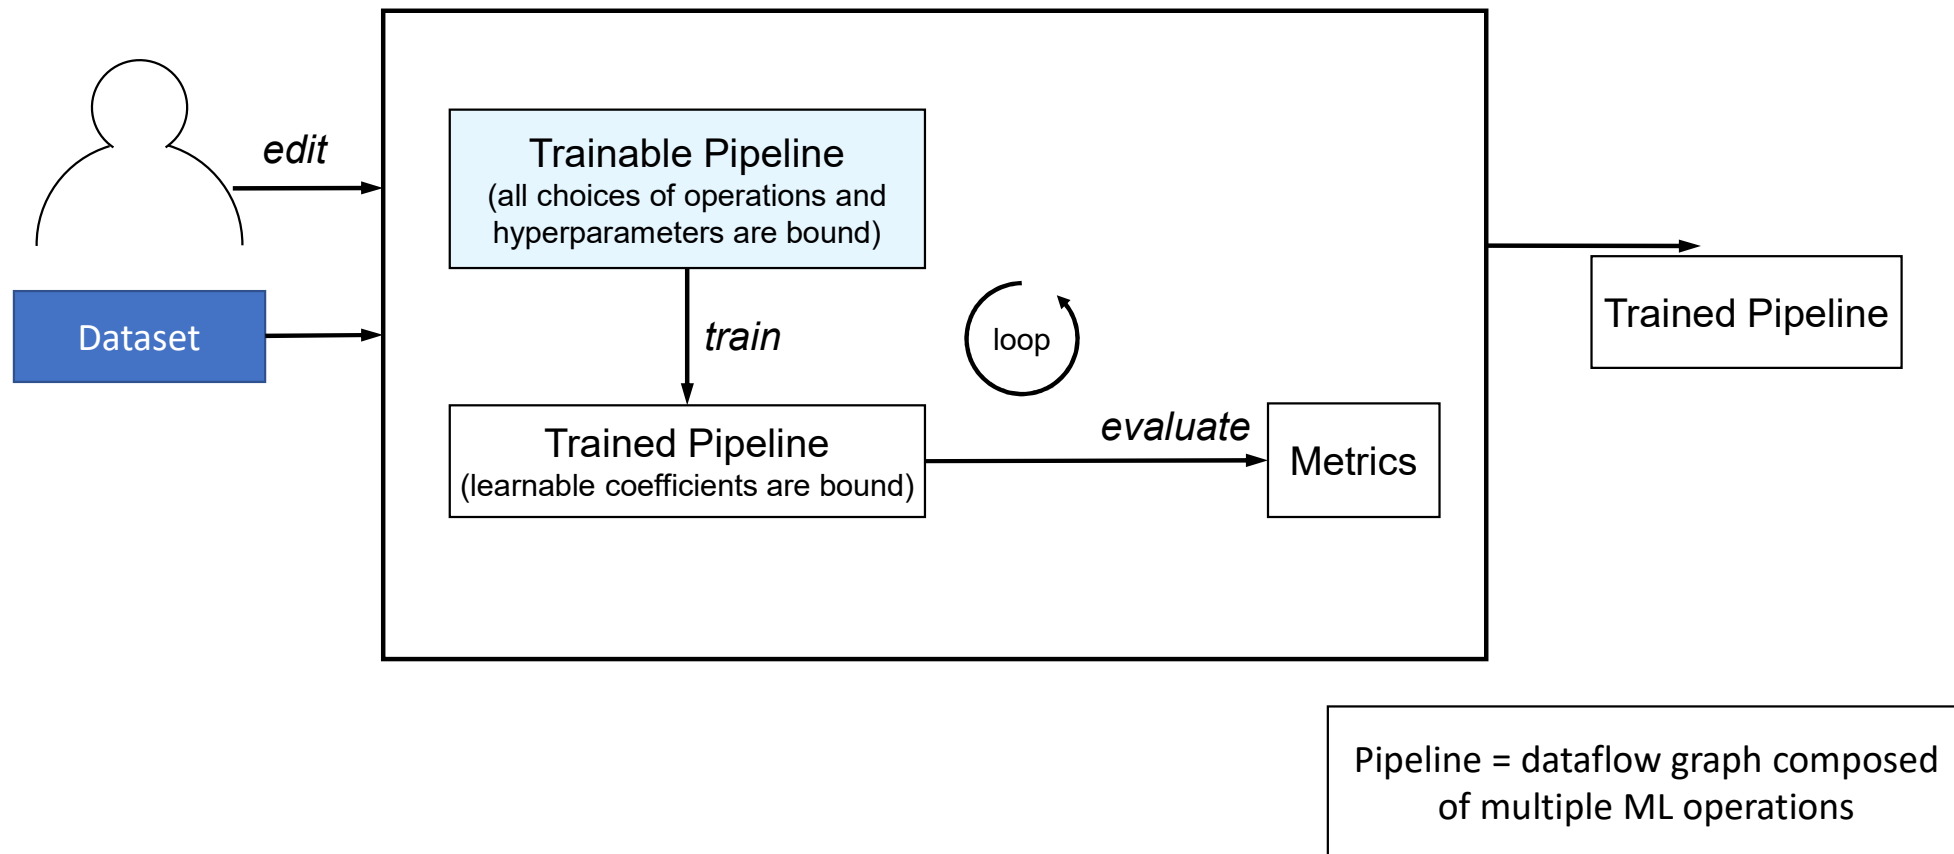 edit
Dataset
Trainable Pipeline
(all choices of operations and
hyperparameters are bound)
train
loop
Trained Pipeline
(learnable coefficients are bound)
evaluate
Metrics
Trained Pipeline
Pipeline = dataflow graph composed
of multiple ML operations